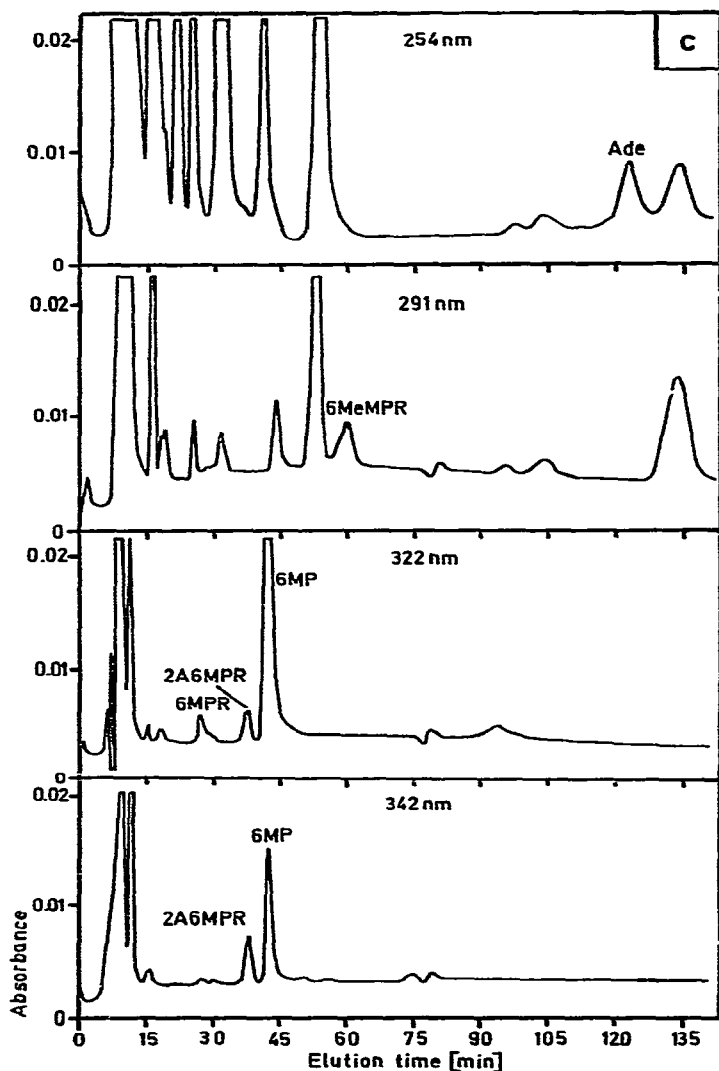 C
254nm
0.02
0.01
0
Ade
291nm
0.02
0.01
0
6MeMPR
322nm
0.02
0.01
0
6MP
2A6MPR
6MPR
342nm
0.02
0.01
0
6MP
2A6MPR
Absorbance
0 15 30 45 60 75 90 105 120 135
Elution time [min]